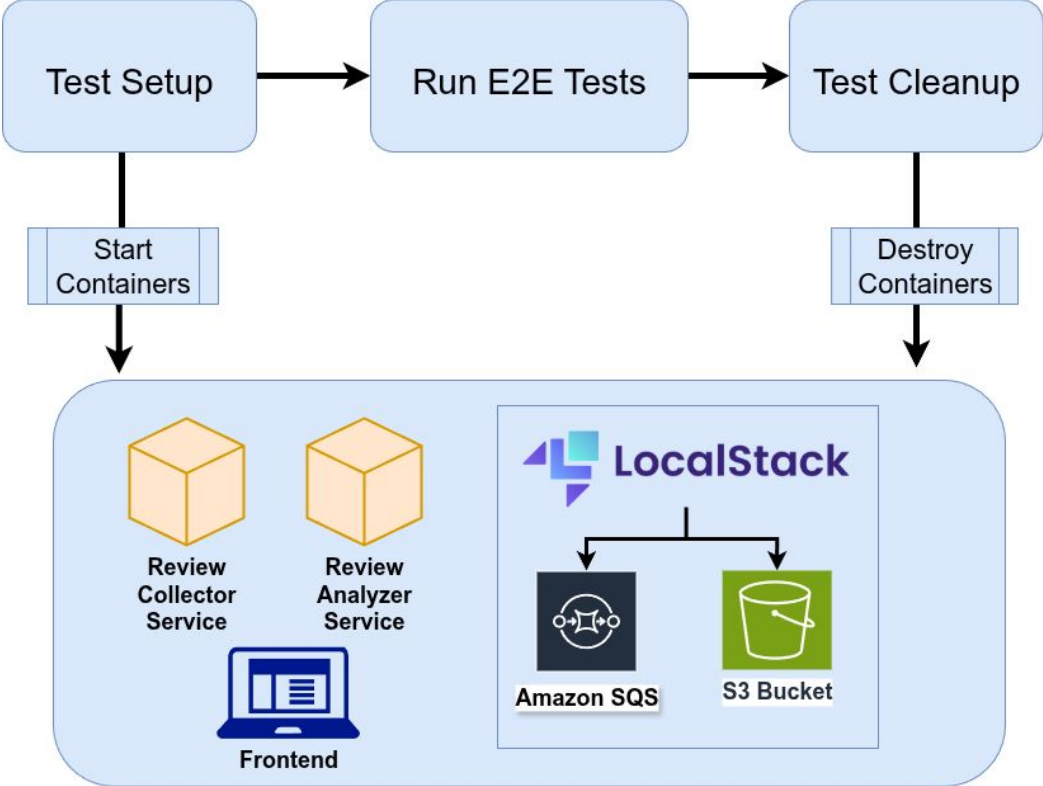 Test Setup
Run E2E Tests
Test Cleanup
Start
Containers
Destroy
Containers
LocalStack
Review
Collector
Service
Review
Analyzer
Service
Amazon SQS
S3 Bucket
Frontend